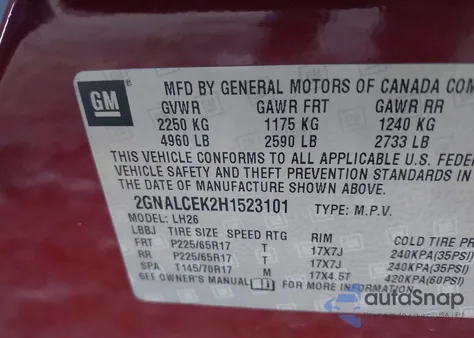 GM
MFD BY GENERAL MOTORS OF CANADA COM
GVWR GAWR FRT GAWR RR
2250 KG 1175 KG 1240 KG
4960 LB 2590 LB 2733 LB
THIS VEHICLE CONFORMS TO ALL APPLICABLE U.S. FEDER
VEHICLE SAFETY AND THEFT PREVENTION STANDARDS IN
THE DATE OF MANUFACTURE SHOWN ABOVE.
2GNALCEK2H1523101 TYPE: M.P.V.
MODEL: LH26
LBBJ TIRE SIZE SPEED RTG RIM COLD TIRE PR
FRT P225/65R17 T 17X7J 240KPA(35PSI)
RR P225/65R17 T 17X7J 240KPA(35PSI)
SPA T145/70R17 M 17X4.5T 420KPA(60PSI)
SEE OWNER'S MANUAL FOR MORE INFORMATION.
autoSnap